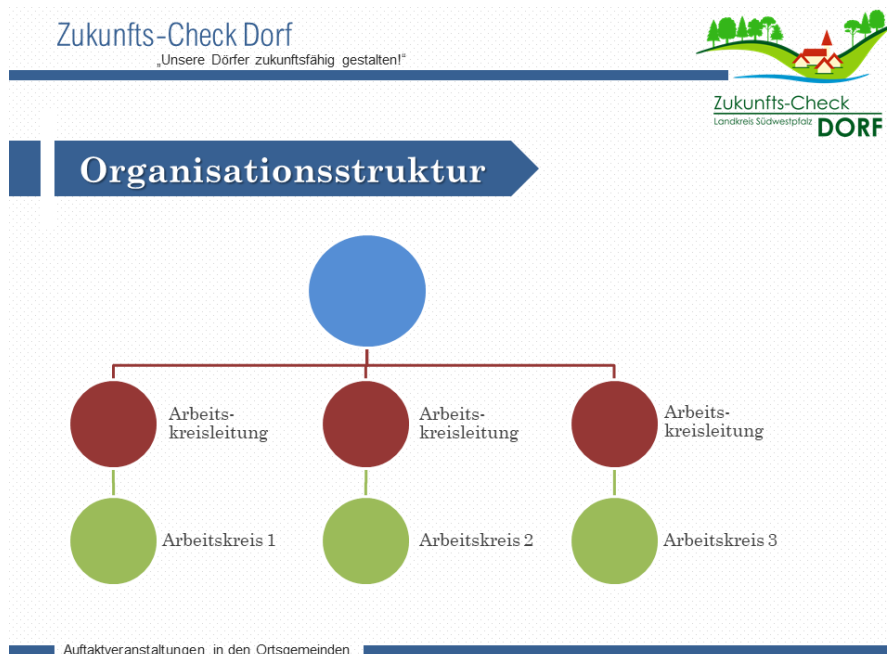 Zukunfts-Check Dorf
„Unsere Dörfer zukunftsfähig gestalten!“
Zukunfts-Check
Landkreis Südwestpfalz
DORF
Organisationsstruktur
Arbeits-
kreisleitung
Arbeits-
kreisleitung
Arbeits-
kreisleitung
Arbeitskreis 1
Arbeitskreis 2
Arbeitskreis 3
Auftaktveranstaltungen in den Ortsgemeinden